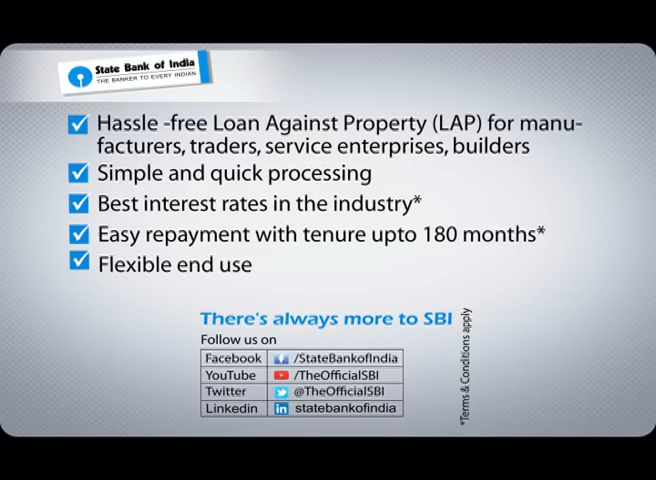 State Bank of India
THE BANKER TO EVERY INDIAN
Hassle -free Loan Against Property (LAP) for manu-
facturers, traders, service enterprises, builders
Simple and quick processing
Best interest rates in the industry*
Easy repayment with tenure upto 180 months*
Flexible end use
There's always more to SBI
Follow us on
Facebook f /StateBankofIndia
YouTube /TheOfficialSBI
Twitter @TheOfficialSBI
Linkedin in statebankofindia
*Terms & Conditions apply